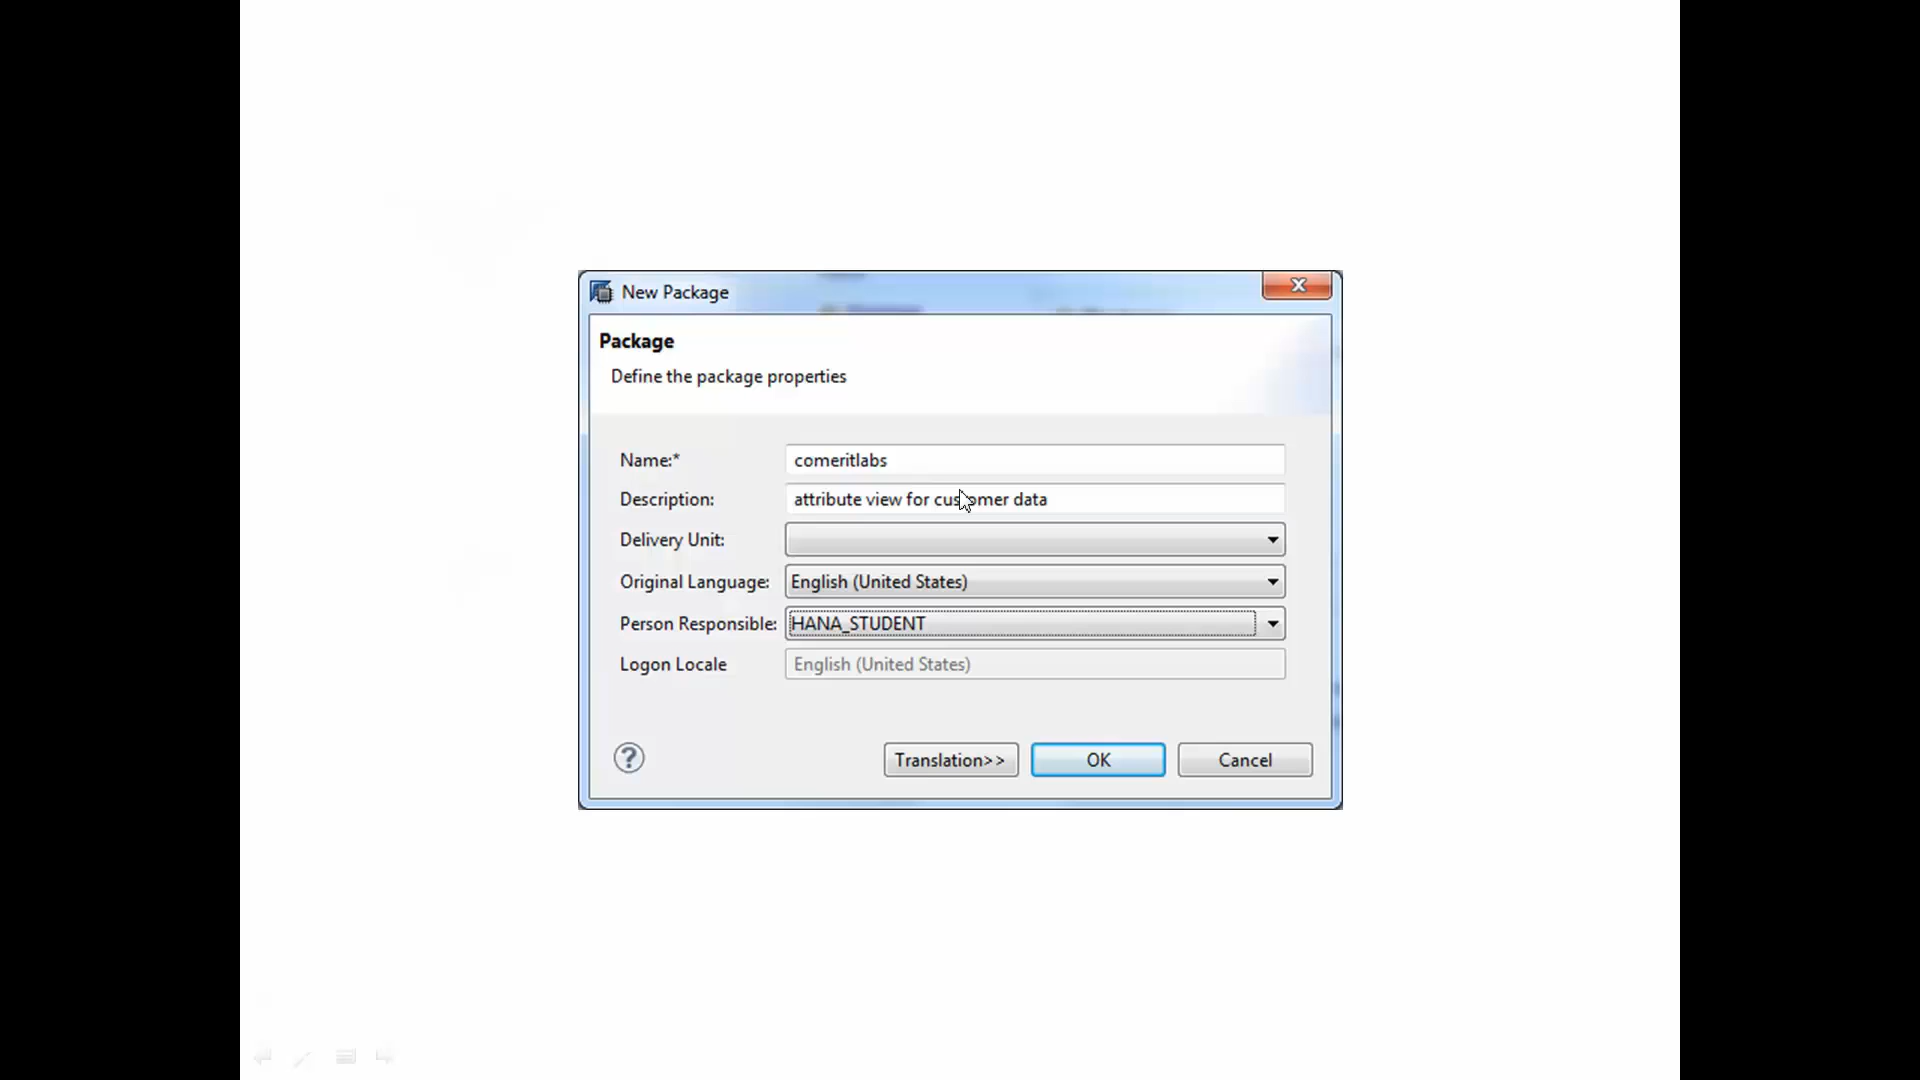 New Package
Package
Define the package properties
Name:* comeritlabs
Description: attribute view for customer data
Delivery Unit:
Original Language: English (United States)
Person Responsible: HANA_STUDENT
Logon Locale English (United States)
? Translation>> OK Cancel